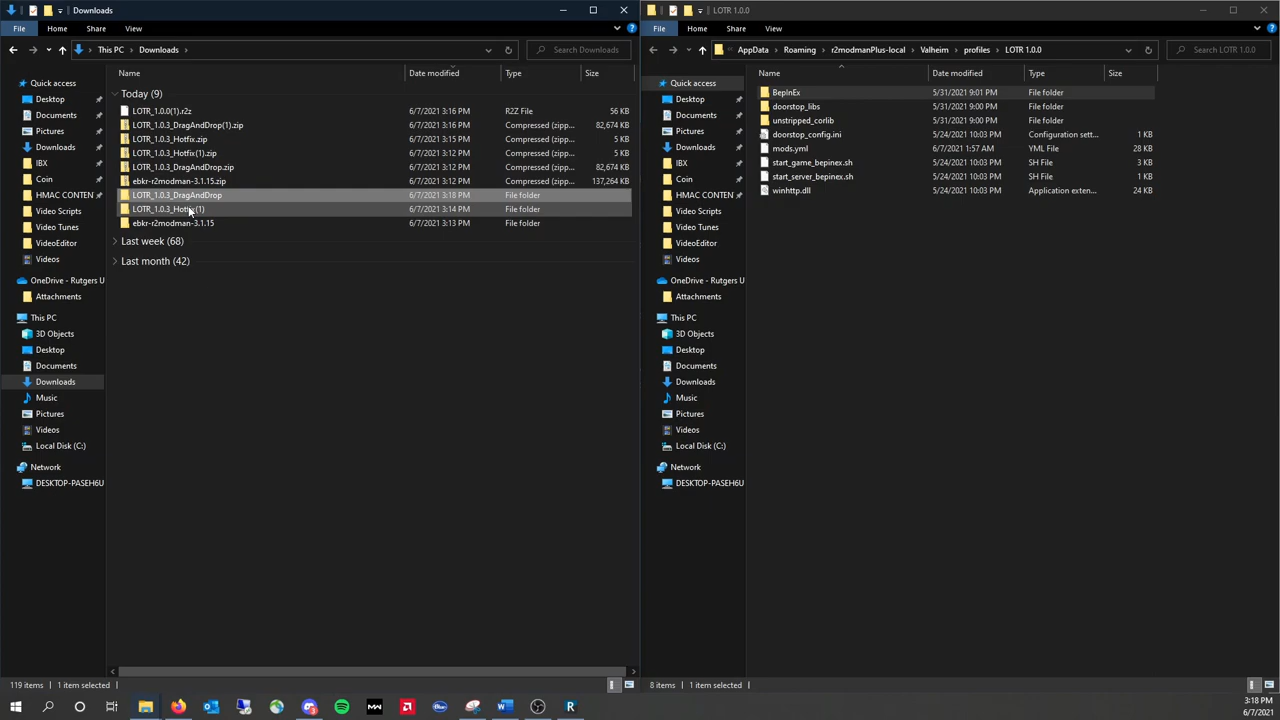 Downloads
File Home Share View
This PC Downloads
Search Downloads
Name Date modified Type Size
Quick access
Desktop
Documents
Pictures
Downloads
IBX
Coin
HMAC CONTEN
Video Scripts
Video Tunes
VideoEditor
Videos
OneDrive - Rutgers U
Attachments
This PC
3D Objects
Desktop
Documents
Downloads
Music
Pictures
Videos
Local Disk (C:)
Network
DESKTOP-PASEH6U
Today (9)
LOTR_1.0.0(1).r2z 6/7/2021 3:16 PM R2Z File 56 KB
LOTR_1.0.3_DragAndDrop(1).zip 6/7/2021 3:16 PM Compressed (zipp... 82,674 KB
LOTR_1.0.3_Hotfix.zip 6/7/2021 3:15 PM Compressed (zipp... 5 KB
LOTR_1.0.3_Hotfix(1).zip 6/7/2021 3:12 PM Compressed (zipp... 5 KB
LOTR_1.0.3_DragAndDrop.zip 6/7/2021 3:12 PM Compressed (zipp... 82,674 KB
ebkr-r2modman-3.1.15.zip 6/7/2021 3:12 PM Compressed (zipp... 137,264 KB
LOTR_1.0.3_DragAndDrop 6/7/2021 3:18 PM File folder
LOTR_1.0.3_Hotfix(1) 6/7/2021 3:14 PM File folder
ebkr-r2modman-3.1.15 6/7/2021 3:13 PM File folder
Last week (68)
Last month (42)
119 items 1 item selected
LOTR 1.0.0
File Home Share View
AppData Roaming r2modmanPlus-local Valheim profiles LOTR 1.0.0
Search LOTR 1.0.0
Name Date modified Type Size
Quick access
Desktop
Documents
Pictures
Downloads
IBX
Coin
HMAC CONTEN
Video Scripts
Video Tunes
VideoEditor
Videos
OneDrive - Rutgers U
Attachments
This PC
3D Objects
Desktop
Documents
Downloads
Music
Pictures
Videos
Local Disk (C:)
Network
DESKTOP-PASEH6U
BepInEx 5/31/2021 9:01 PM File folder
doorstop_libs 5/31/2021 9:00 PM File folder
unstripped_corlib 5/31/2021 9:00 PM File folder
doorstop_config.ini 5/24/2021 10:03 PM Configuration sett... 1 KB
mods.yml 6/7/2021 1:57 AM YML File 28 KB
start_game_bepinex.sh 5/24/2021 10:03 PM SH File 3 KB
start_server_bepinex.sh 5/24/2021 10:03 PM SH File 3 KB
winhttp.dll 5/24/2021 10:03 PM Application exten... 24 KB
8 items 1 item selected
3:18 PM
6/7/2021